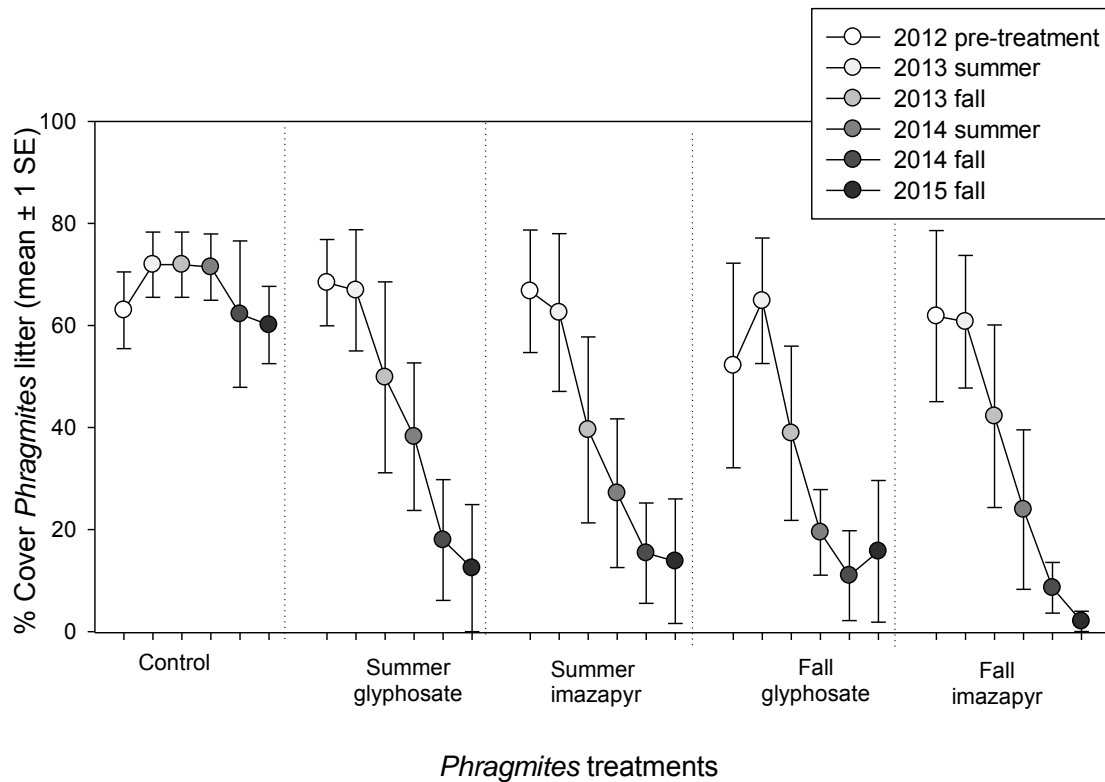 2012 pre-treatment
2013 summer
2013 fall
2014 summer
2014 fall
2015 fall
% Cover Phragmites litter (mean ± 1 SE)
100
80
60
40
20
0
Control
Summer
glyphosate
Summer
imazapyr
Fall
glyphosate
Fall
imazapyr
Phragmites treatments